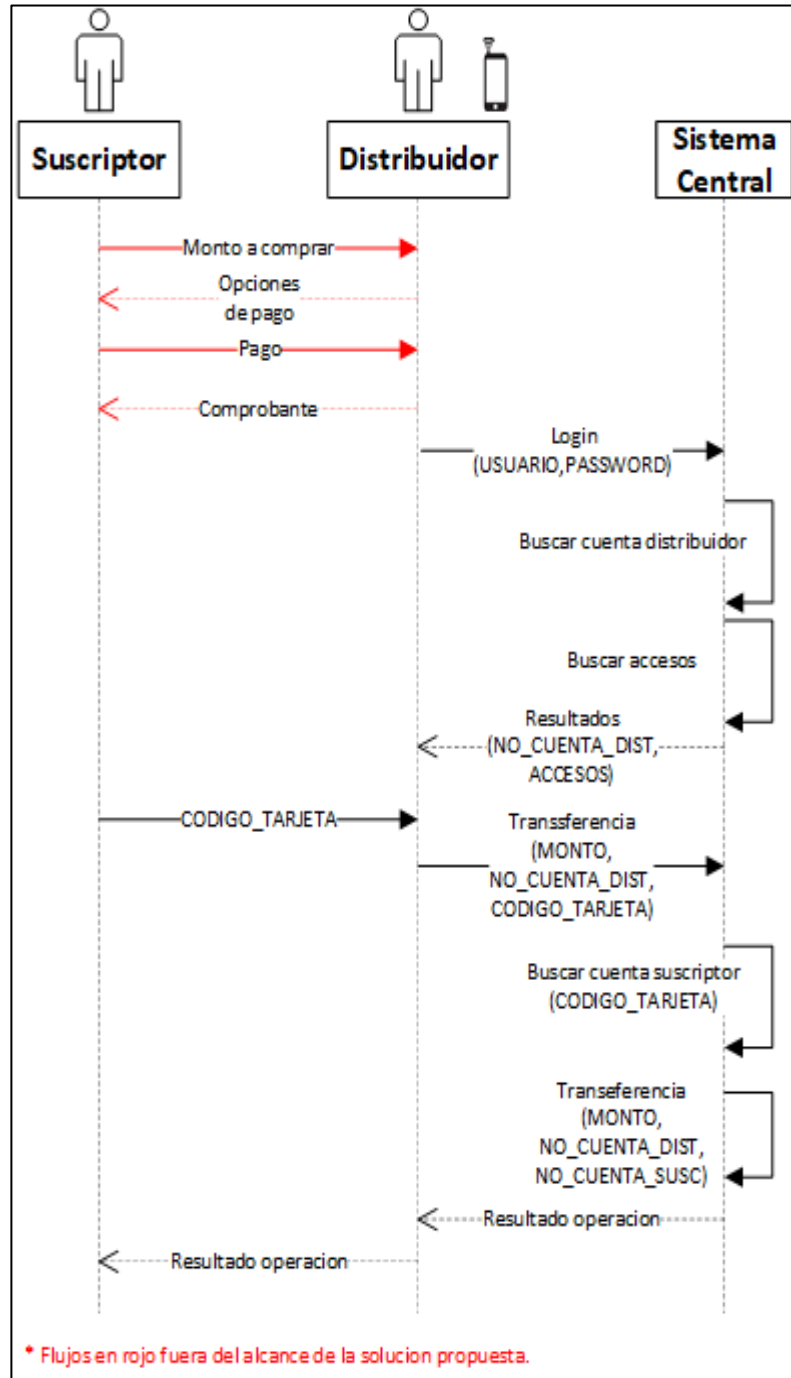 Suscriptor
Distribuidor
Sistema
Central
Monto a comprar
Opciones
de pago
Pago
Comprobante
Login
(USUARIO,PASSWORD)
Buscar cuenta distribuidor
Buscar accesos
Resultados
(NO_CUENTA_DIST,
ACCESOS)
CODIGO_TARJETA
Transsferencia
(MONTO,
NO_CUENTA_DIST,
CODIGO_TARJETA)
Buscar cuenta suscriptor
(CODIGO_TARJETA)
Transeferencia
(MONTO,
NO_CUENTA_DIST,
NO_CUENTA_SUSC)
Resultado operacion
Resultado operacion
* Flujos en rojo fuera del alcance de la solucion propuesta.